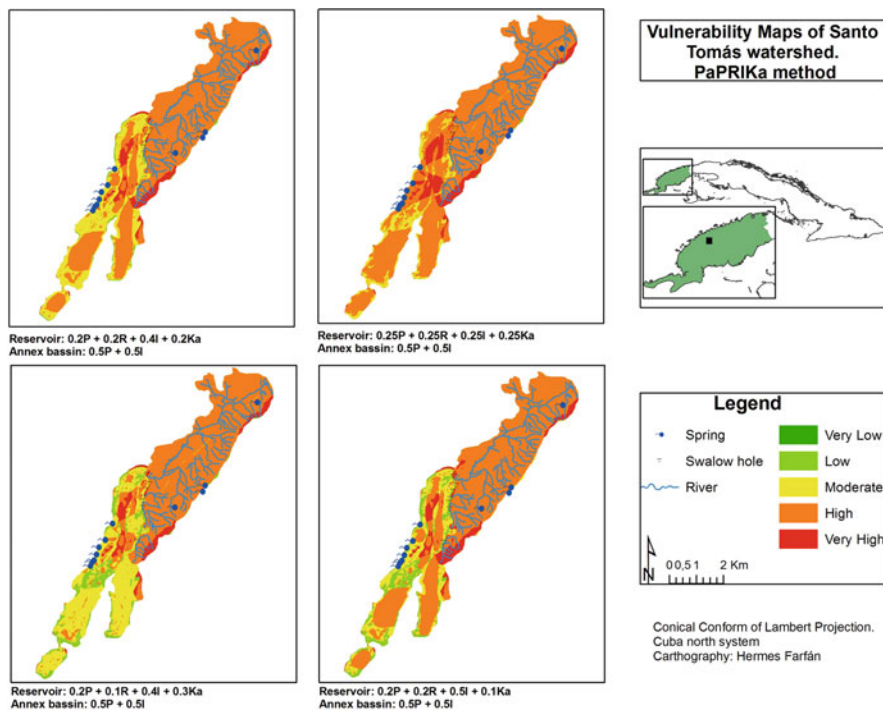 Vulnerability Maps of Santo
Tomás watershed.
PaPRIKa method
Reservoir: 0.2P + 0.2R + 0.4I + 0.2Ka
Annex bassin: 0.5P + 0.5I
Reservoir: 0.25P + 0.25R + 0.25I + 0.25Ka
Annex bassin: 0.5P + 0.5I
Reservoir: 0.2P + 0.1R + 0.4I + 0.3Ka
Annex bassin: 0.5P + 0.5I
Reservoir: 0.2P + 0.2R + 0.5I + 0.1Ka
Annex bassin: 0.5P + 0.5I
Legend
Spring
Swalow hole
River
Very Low
Low
Moderate
High
Very High
N
0 0,5 1 2 Km
Conical Conform of Lambert Projection.
Cuba north system
Carthography: Hermes Farfán